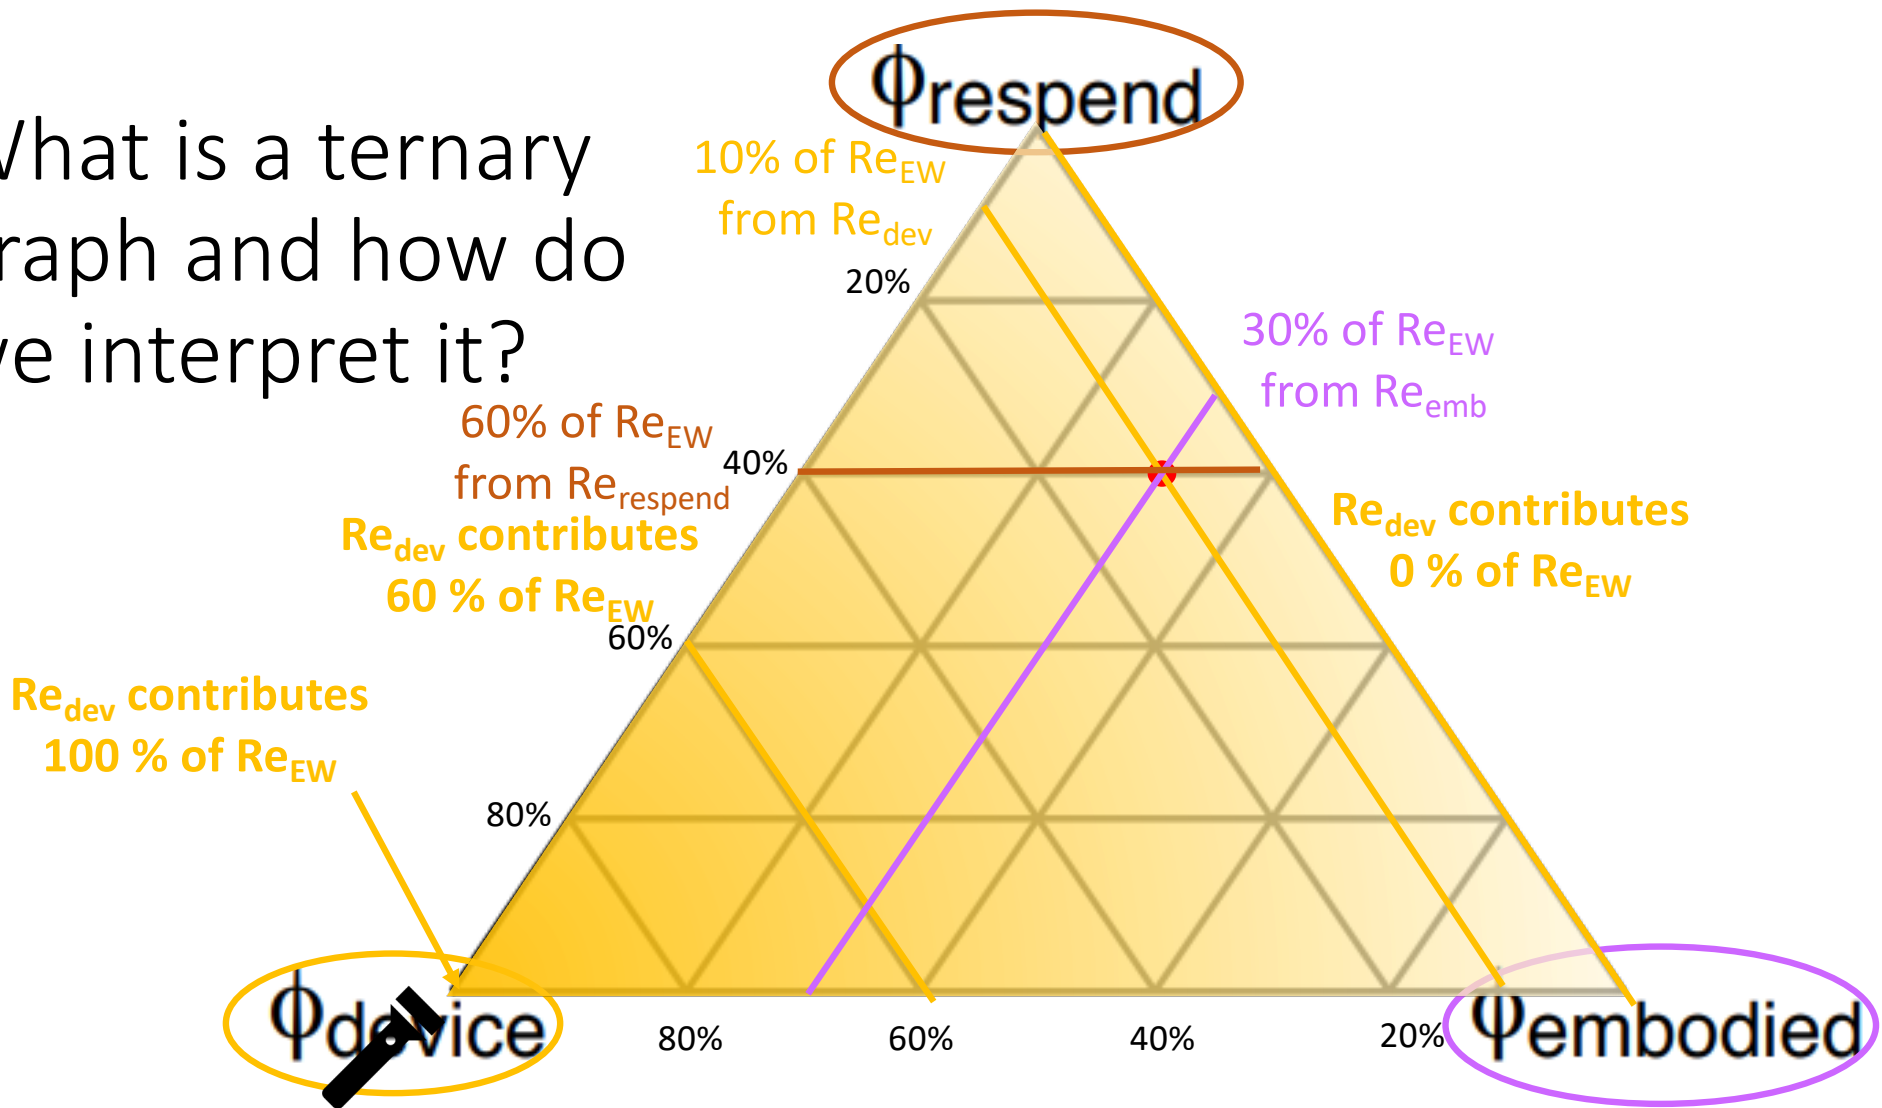 What is a ternary
raph and how do
we interpret it?
ϕrespend
10% of ReEW
from Redev
20%
30% of ReEW
from Reemb
60% of ReEW
from Rerespend
40%
Redev contributes
60 % of ReEW
Redev contributes
0 % of ReEW
60%
Redev contributes
100 % of ReEW
80%
ϕdevice
80%
60%
40%
20%
ϕembodied